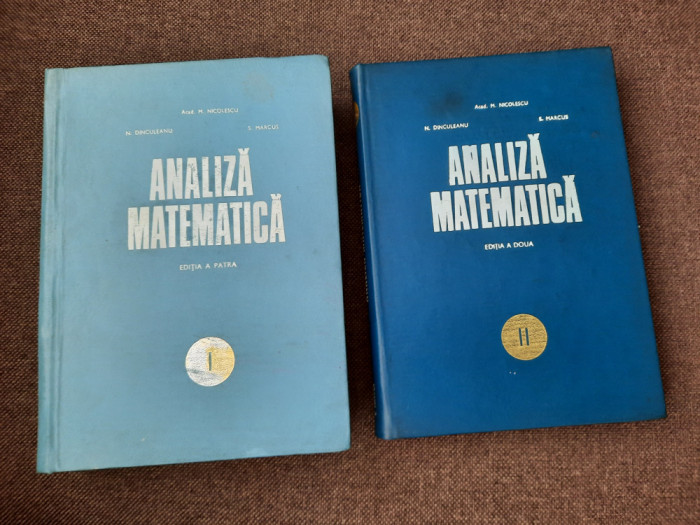 Acad. M. NICOLESCU
N. DINCULEANU S. MARCUS
ANALIZĂ
MATEMATICĂ
EDIȚIA A PATRA
I
Acad. M. NICOLESCU
N. DINCULEANU S. MARCUS
ANALIZĂ
MATEMATICĂ
EDIȚIA A DOUA
II